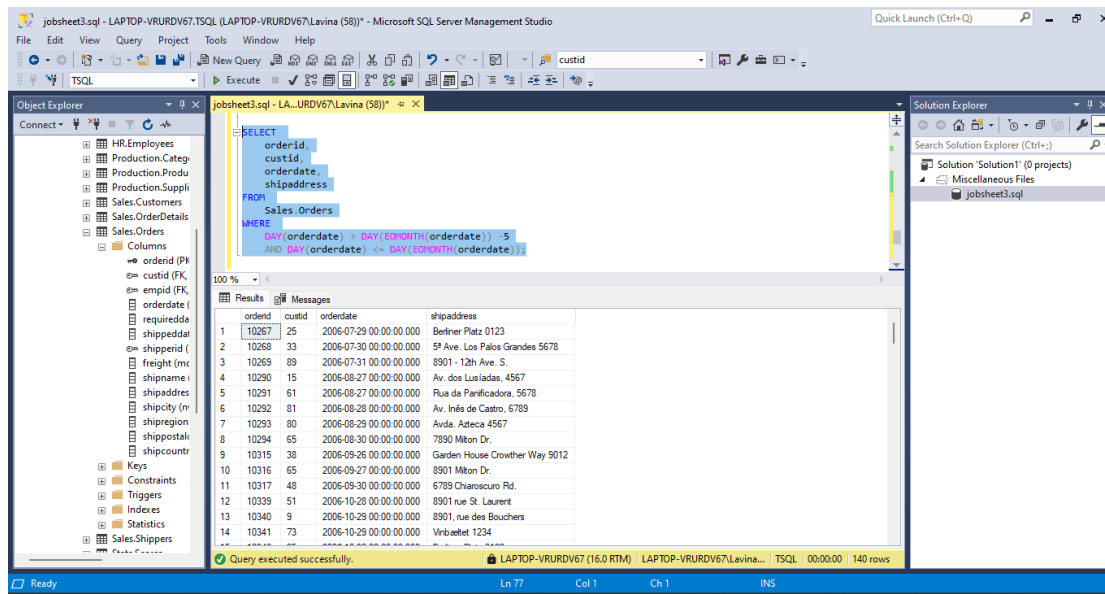 jobsheet3.sql - LAPTOP-VRURDV67.TSQL (LAPTOP-VRURDV67\Lavina (58))* - Microsoft SQL Server Management Studio
Quick Launch (Ctrl+Q)
File Edit View Query Project Tools Window Help
New Query
custid
TSQL
Execute
Object Explorer
Connect
HR.Employees
Production.Catego
Production.Produ
Production.Suppli
Sales.Customers
Sales.OrderDetails
Sales.Orders
Columns
orderid (PK
custid (FK,
empid (FK,
orderdate (
requiredda
shippeddat
shipperid (
freight (mo
shipname (
shipaddres
shipcity (n
shipregion
shippostalc
shipcountr
Keys
Constraints
Triggers
Indexes
Statistics
Sales.Shippers
jobsheet3.sql - LA...URDV67\Lavina (58))*
SELECT
orderid,
custid,
orderdate,
shipaddress
FROM
Sales.Orders
WHERE
DAY(orderdate) > DAY(EOMONTH(orderdate)) -5
AND DAY(orderdate) <= DAY(EOMONTH(orderdate));
100 %
Results Messages
orderid custid orderdate shipaddress
1 10267 25 2006-07-29 00:00:00.000 Berliner Platz 0123
2 10268 33 2006-07-30 00:00:00.000 5ª Ave. Los Palos Grandes 5678
3 10269 89 2006-07-31 00:00:00.000 8901 - 12th Ave. S.
4 10290 15 2006-08-27 00:00:00.000 Av. dos Lusíadas, 4567
5 10291 61 2006-08-27 00:00:00.000 Rua da Panificadora, 5678
6 10292 81 2006-08-28 00:00:00.000 Av. Inês de Castro, 6789
7 10293 80 2006-08-29 00:00:00.000 Avda. Azteca 4567
8 10294 65 2006-08-30 00:00:00.000 7890 Milton Dr.
9 10315 38 2006-09-26 00:00:00.000 Garden House Crowther Way 9012
10 10316 65 2006-09-27 00:00:00.000 8901 Milton Dr.
11 10317 48 2006-09-30 00:00:00.000 6789 Chiaroscuro Rd.
12 10339 51 2006-10-28 00:00:00.000 8901 rue St. Laurent
13 10340 9 2006-10-29 00:00:00.000 8901, rue des Bouchers
14 10341 73 2006-10-29 00:00:00.000 Vinbæltet 1234
Query executed successfully.
LAPTOP-VRURDV67 (16.0 RTM) LAPTOP-VRURDV67\Lavina... TSQL 00:00:00 140 rows
Solution Explorer
Search Solution Explorer (Ctrl+;)
Solution 'Solution1' (0 projects)
Miscellaneous Files
jobsheet3.sql
Ready Ln 77 Col 1 Ch 1 INS